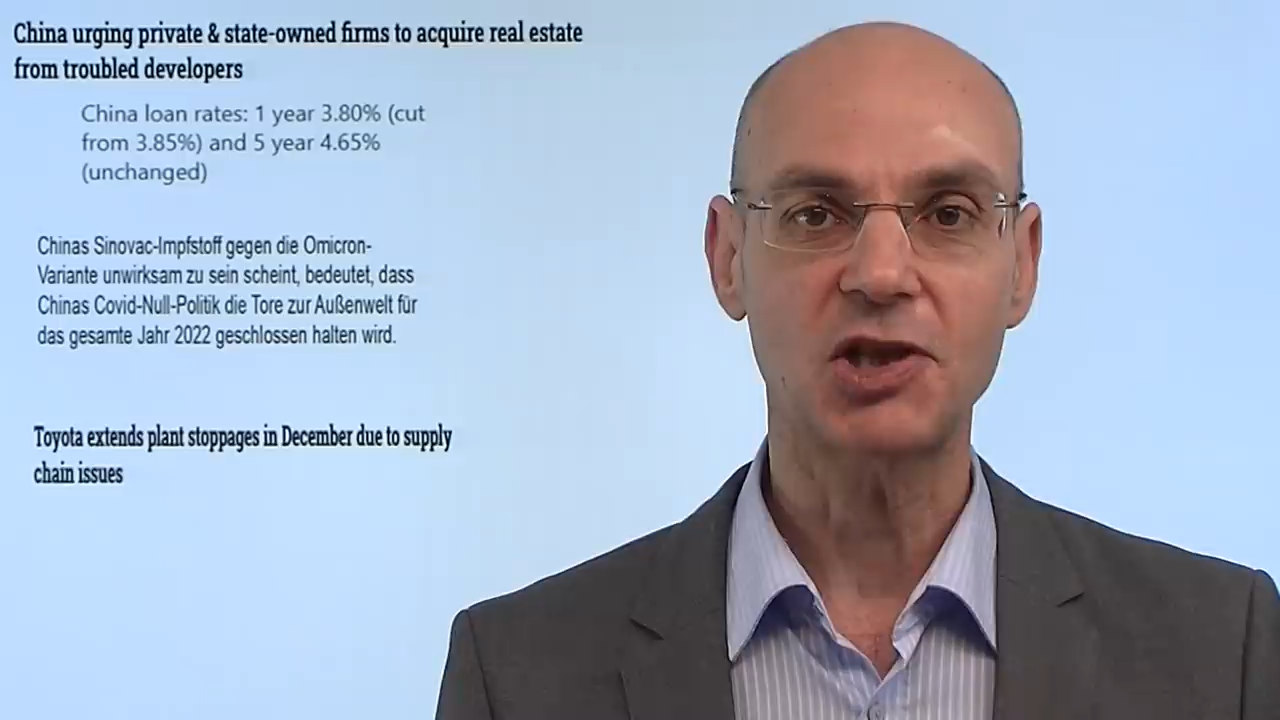 China urging private & state-owned firms to acquire real estate
from troubled developers
China loan rates: 1 year 3.80% (cut
from 3.85%) and 5 year 4.65%
(unchanged)
Chinas Sinovac-Impfstoff gegen die Omicron-
Variante unwirksam zu sein scheint, bedeutet, dass
Chinas Covid-Null-Politik die Tore zur Außenwelt für
das gesamte Jahr 2022 geschlossen halten wird.
Toyota extends plant stoppages in December due to supply
chain issues